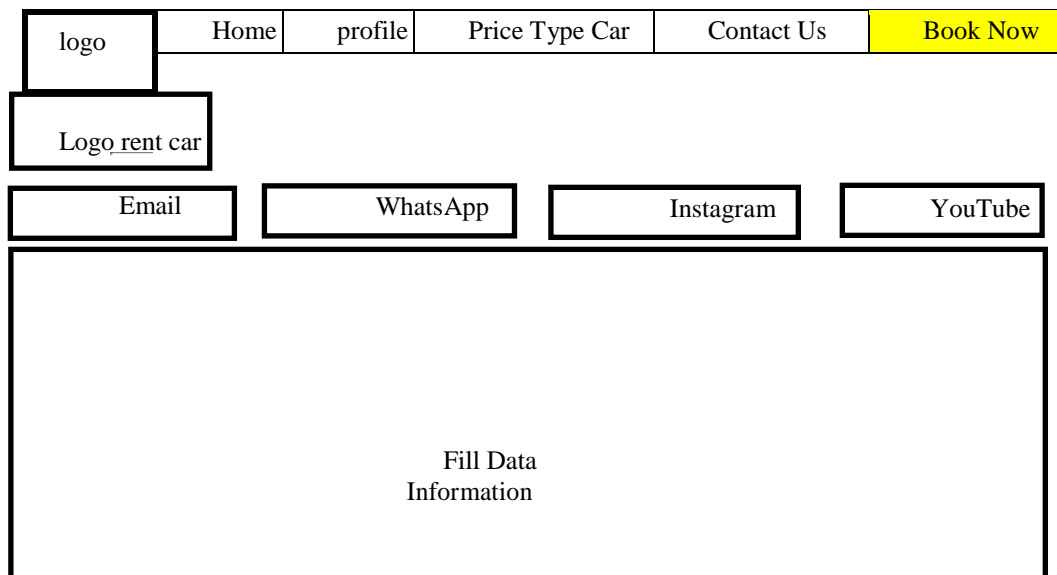 logo
Home
profile
Price Type Car
Contact Us
Book Now
Logo rent car
Email
WhatsApp
Instagram
YouTube
Fill Data
Information